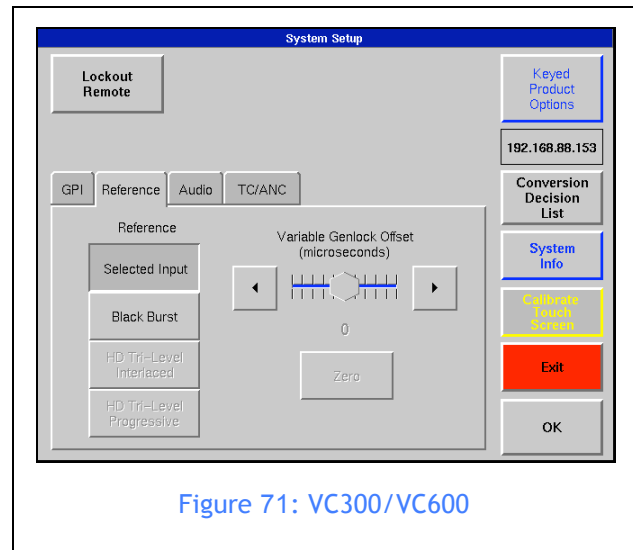 System Setup
Lockout
Remote
Keyed
Product
Options
192.168.88.153
GPI
Reference
Audio
TC/ANC
Conversion
Decision
List
Reference
Selected Input
Black Burst
HD Tri-Level
Interlaced
HD Tri-Level
Progressive
Variable Genlock Offset
(microseconds)
0
Zero
System
Info
Calibrate
Touch
Screen
Exit
OK
Figure 71: VC300/VC600